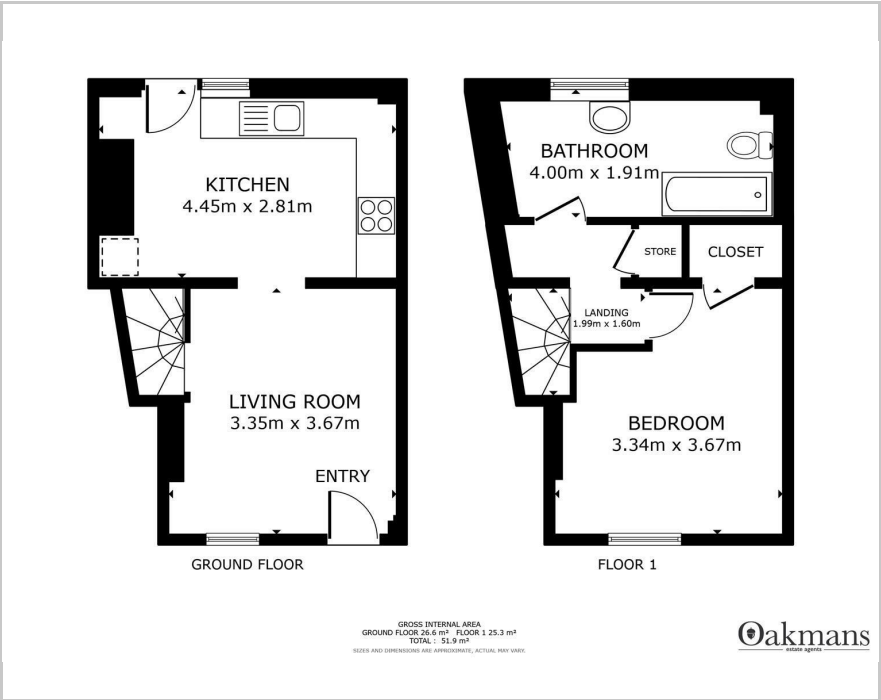 KITCHEN
4.45m x 2.81m
LIVING ROOM
3.35m x 3.67m
ENTRY
GROUND FLOOR
BATHROOM
4.00m x 1.91m
STORE
CLOSET
LANDING
1.99m x 1.60m
BEDROOM
3.34m x 3.67m
FLOOR 1
GROSS INTERNAL AREA
GROUND FLOOR 26.6 m² FLOOR 1 25.3 m²
TOTAL : 51.9 m²
SIZES AND DIMENSIONS ARE APPROXIMATE, ACTUAL MAY VARY.
Oakmans
estate agents